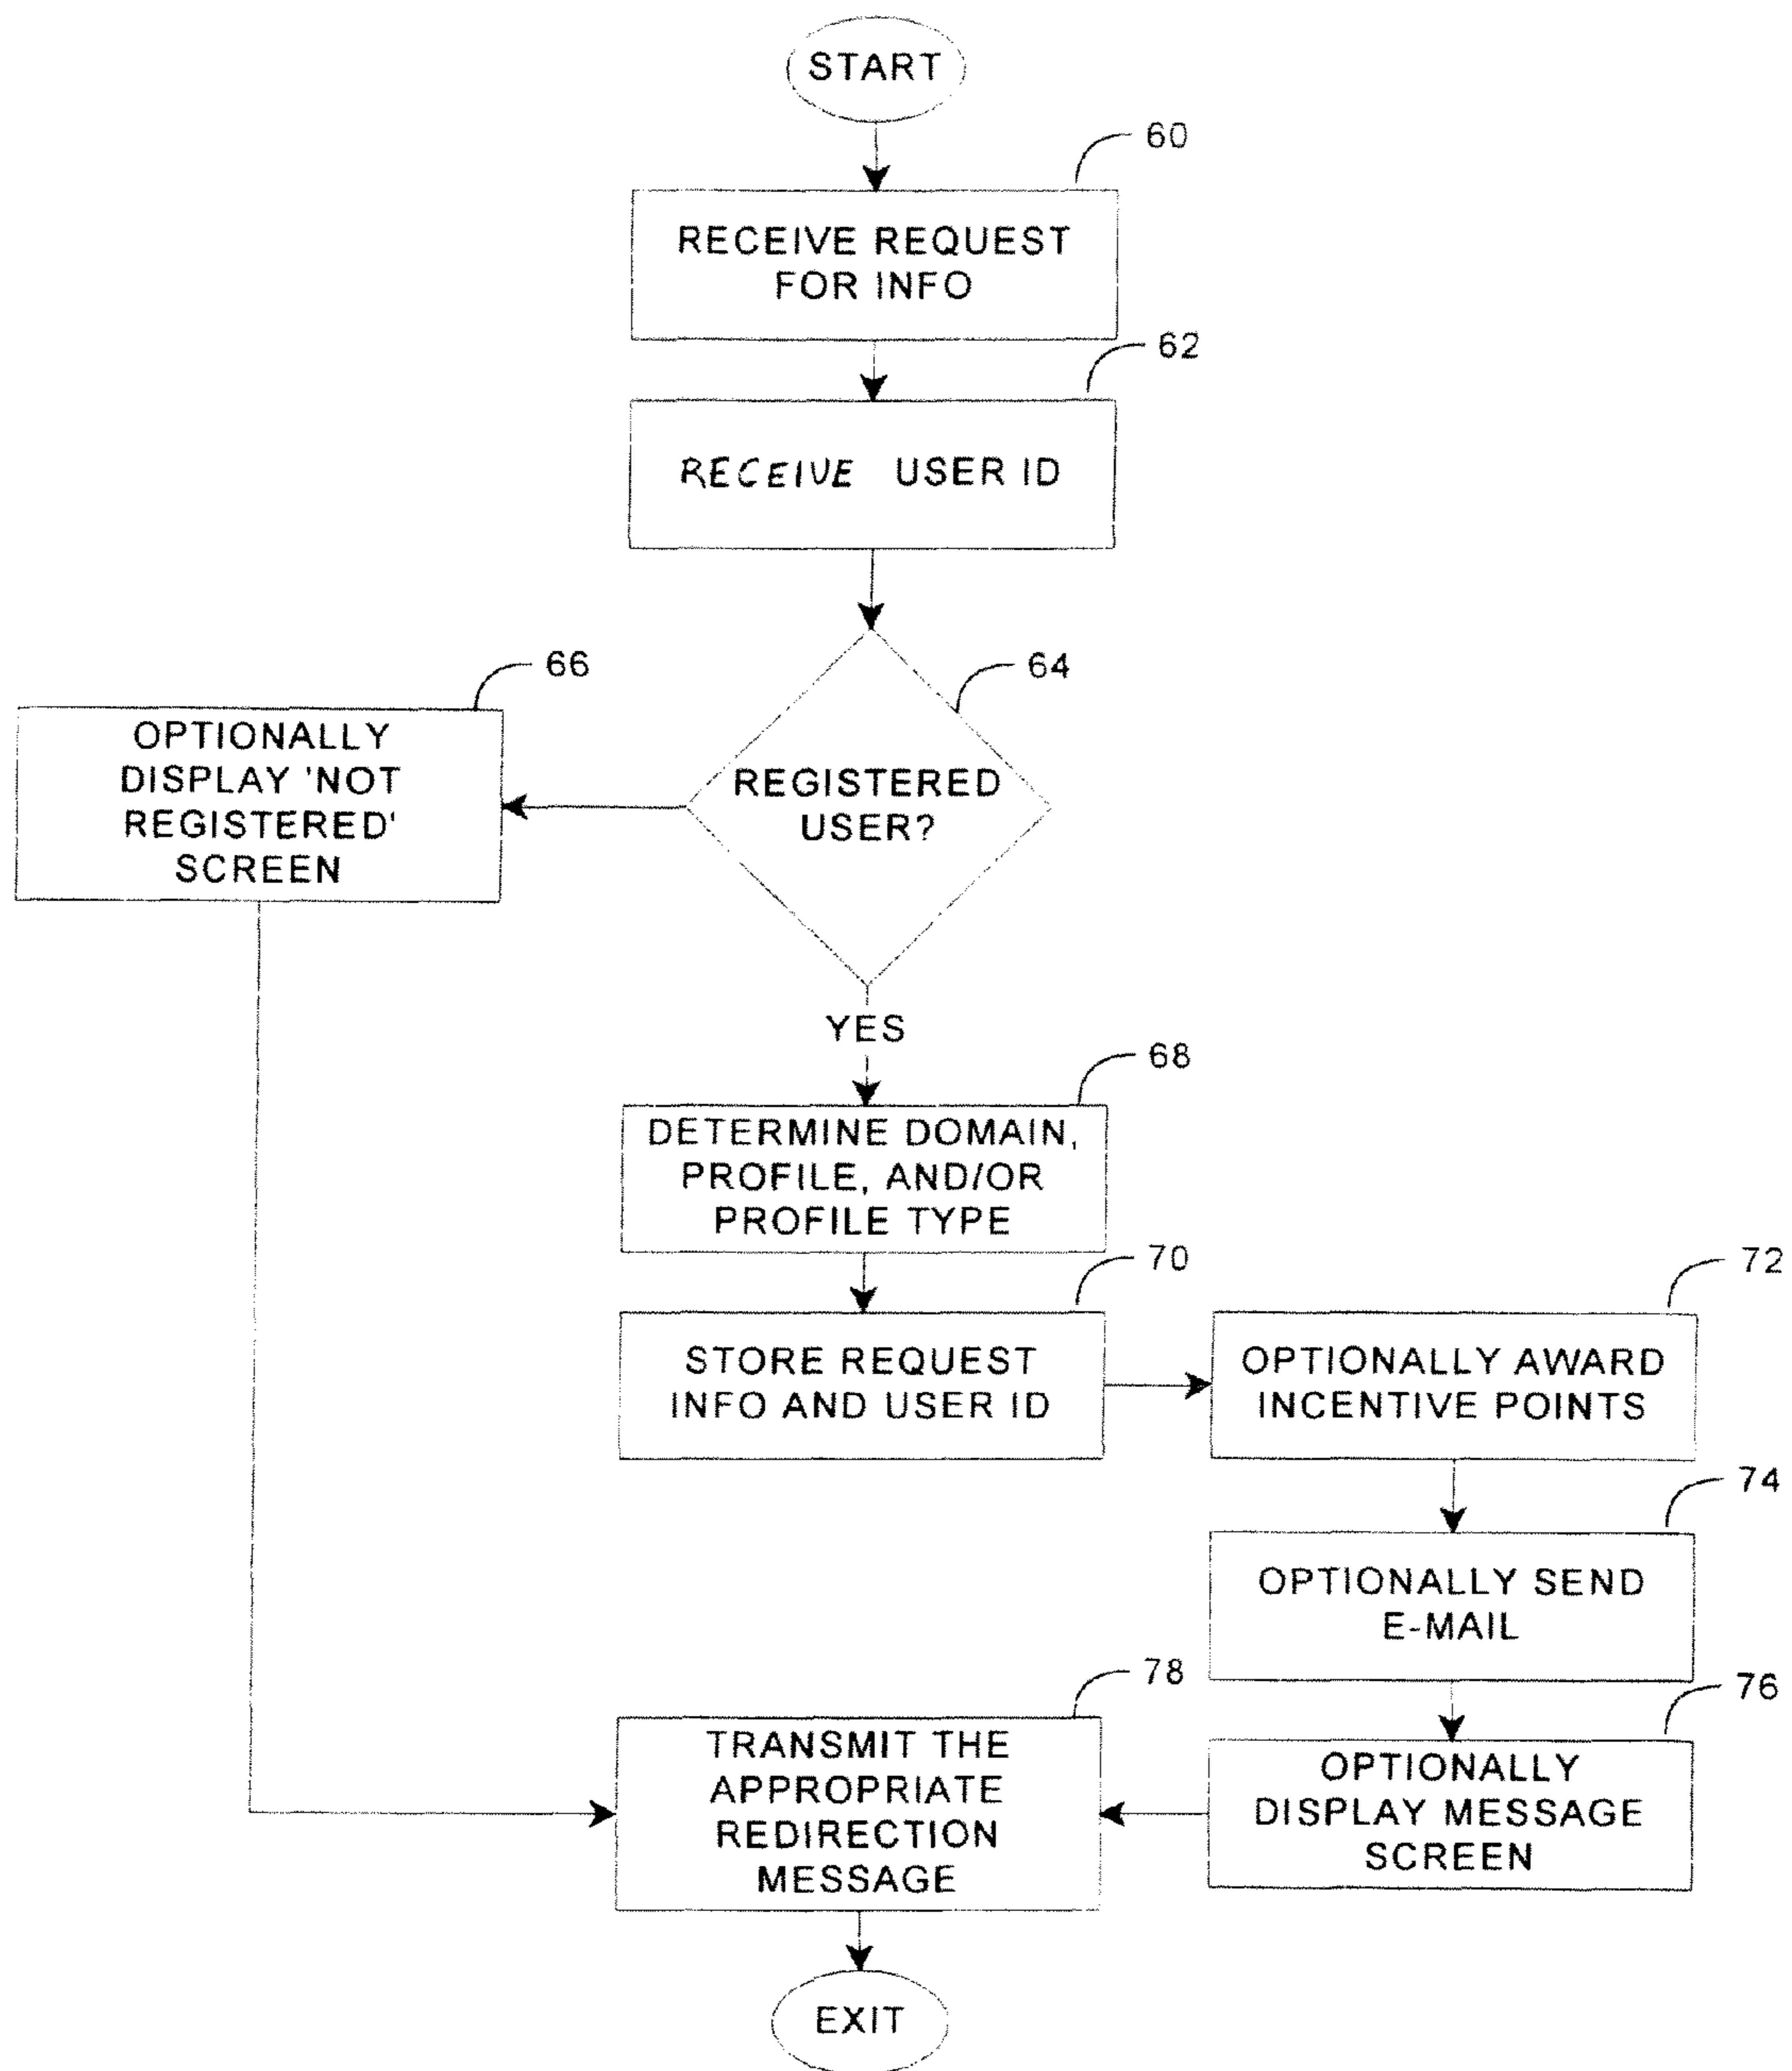 START
60
RECEIVE REQUEST
FOR INFO
62
RECEIVE USER ID
64
REGISTERED
USER?
66
OPTIONALLY
DISPLAY 'NOT
REGISTERED'
SCREEN
YES
68
DETERMINE DOMAIN,
PROFILE, AND/OR
PROFILE TYPE
70
STORE REQUEST
INFO AND USER ID
72
OPTIONALLY AWARD
INCENTIVE POINTS
74
OPTIONALLY SEND
E-MAIL
76
OPTIONALLY
DISPLAY MESSAGE
SCREEN
78
TRANSMIT THE
APPROPRIATE
REDIRECTION
MESSAGE
EXIT